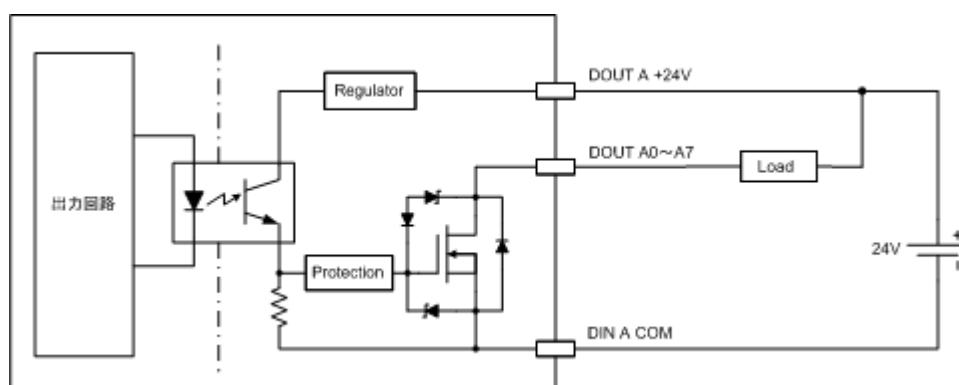 DOUT A +24V
Regulator
DOUT A0～A7
Load
出力回路
24V
Protection
DIN A COM